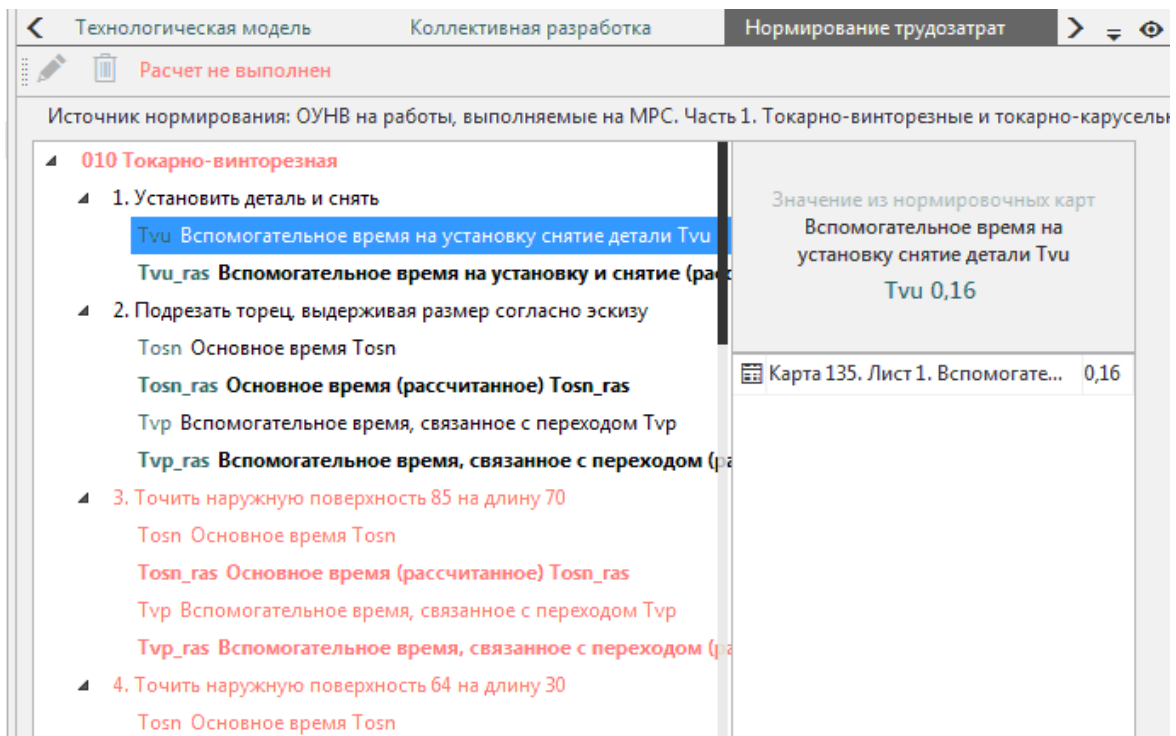 Технологическая модель Коллективная разработка Нормирование трудозатрат
Расчет не выполнен
Источник нормирования: ОУНВ на работы, выполняемые на МРС. Часть 1. Токарно-винторезные и токарно-карусель
010 Токарно-винторезная
1. Установить деталь и снять
Tvu Вспомогательное время на установку снятие детали Tvu
Tvu_ras Вспомогательное время на установку и снятие (рас
2. Подрезать торец, выдерживая размер согласно эскизу
Tosn Основное время Tosn
Tosn_ras Основное время (рассчитанное) Tosn_ras
Tvp Вспомогательное время, связанное с переходом Tvp
Tvp_ras Вспомогательное время, связанное с переходом (ра
3. Точить наружную поверхность 85 на длину 70
Tosn Основное время Tosn
Tosn_ras Основное время (рассчитанное) Tosn_ras
Tvp Вспомогательное время, связанное с переходом Tvp
Tvp_ras Вспомогательное время, связанное с переходом (ра
4. Точить наружную поверхность 64 на длину 30
Tosn Основное время Tosn
Значение из нормировочных карт
Вспомогательное время на
установку снятие детали Tvu
Tvu 0,16
Карта 135. Лист 1. Вспомогате... 0,16